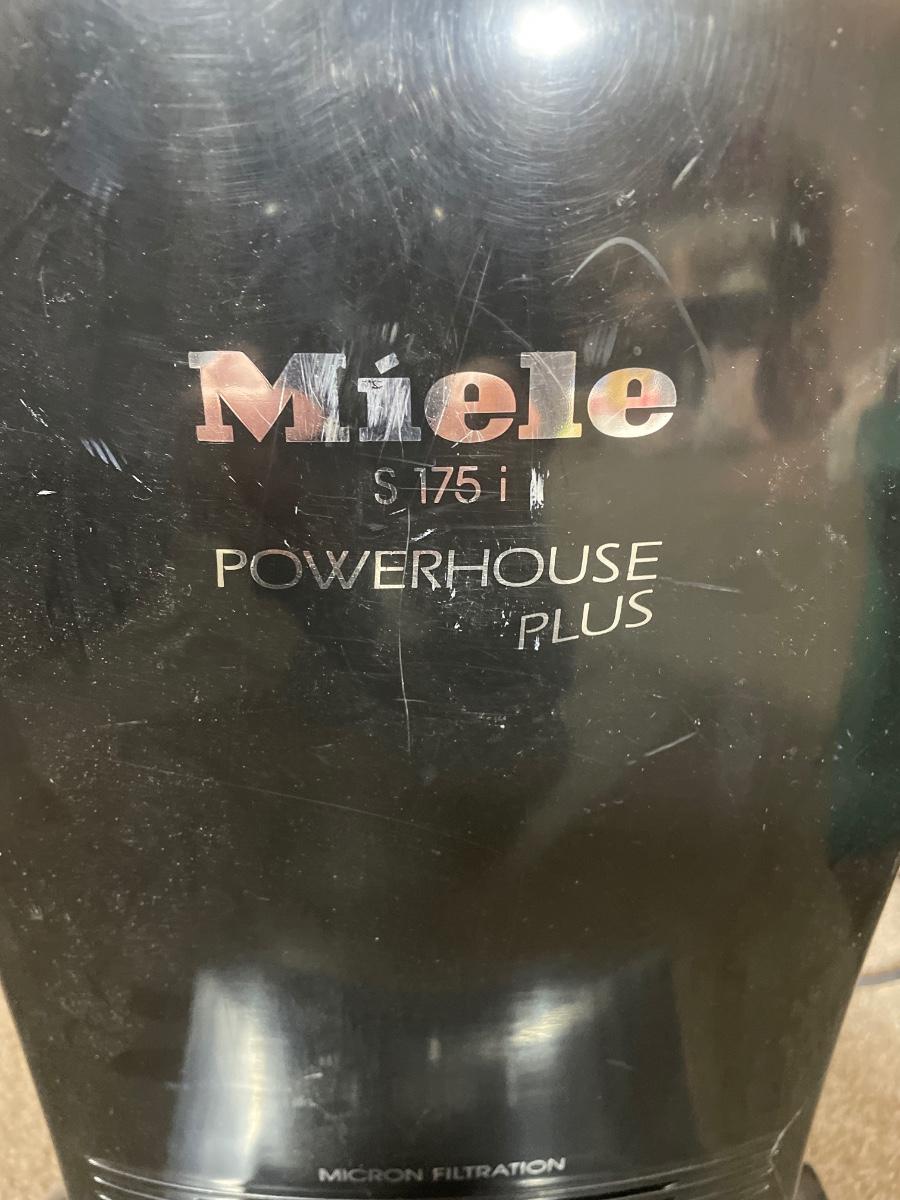 Miele
S 175 i
POWERHOUSE
PLUS
MICRON FILTRATION